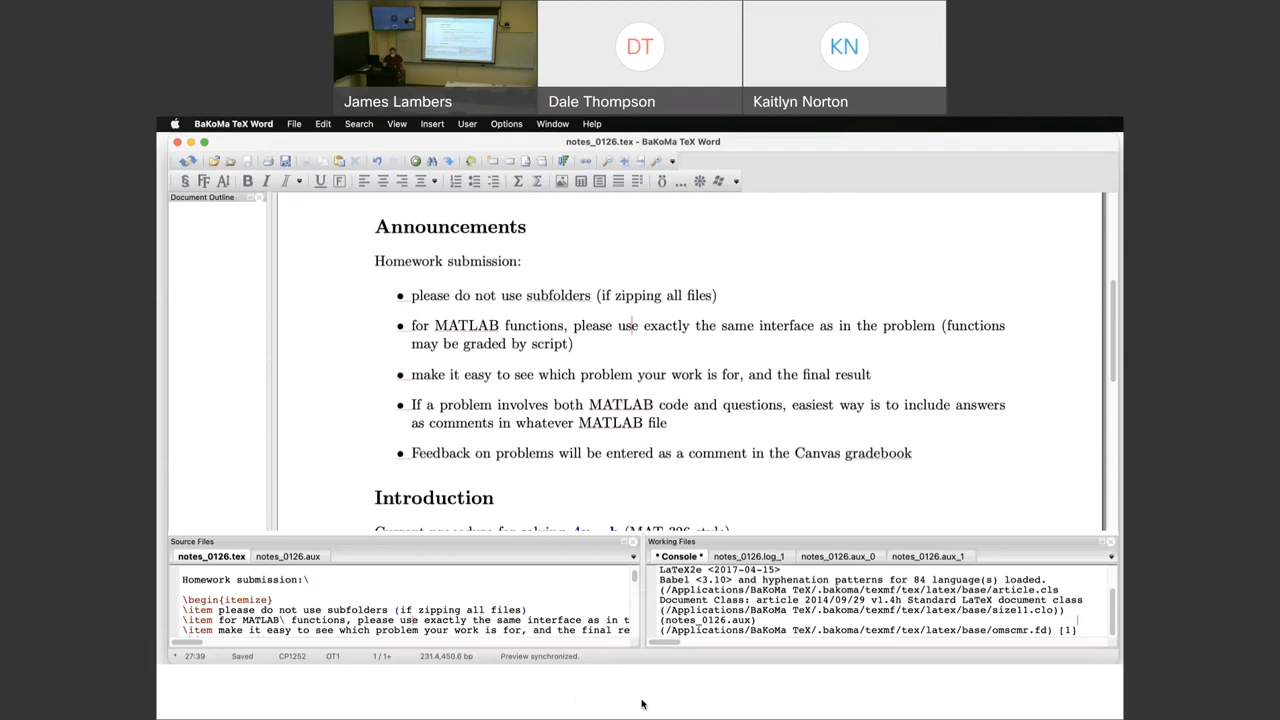 DT
KN
James Lambers
Dale Thompson
Kaitlyn Norton
BaKoMa TeX Word File Edit Search View Insert User Options Window Help
notes_0126.tex - BaKoMa TeX Word
Document Outline
Announcements
Homework submission:
• please do not use subfolders (if zipping all files)
• for MATLAB functions, please use exactly the same interface as in the problem (functions
may be graded by script)
• make it easy to see which problem your work is for, and the final result
• If a problem involves both MATLAB code and questions, easiest way is to include answers
as comments in whatever MATLAB file
• Feedback on problems will be entered as a comment in the Canvas gradebook
Introduction
Current procedure for solving Ax = b (MAT 326 style)
Source Files
notes_0126.tex notes_0126.aux
Homework submission:\
\begin{itemize}
\item please do not use subfolders (if zipping all files)
\item for MATLAB\ functions, please use exactly the same interface as in t
\item make it easy to see which problem your work is for, and the final re
Working Files
* Console * notes_0126.log_1 notes_0126.aux_0 notes_0126.aux_1
LaTeX2e <2017-04-15>
Babel <3.10> and hyphenation patterns for 84 language(s) loaded.
(/Applications/BaKoMa TeX/.bakoma/texmf/tex/latex/base/article.cls
Document Class: article 2014/09/29 v1.4h Standard LaTeX document class
(/Applications/BaKoMa TeX/.bakoma/texmf/tex/latex/base/size11.clo))
(notes_0126.aux)
(/Applications/BaKoMa TeX/.bakoma/texmf/tex/latex/base/omscmr.fd) [1]
* 27:39 Saved CP1252 OT1 1 / 1+ 231.4,450.6 bp Preview synchronized.